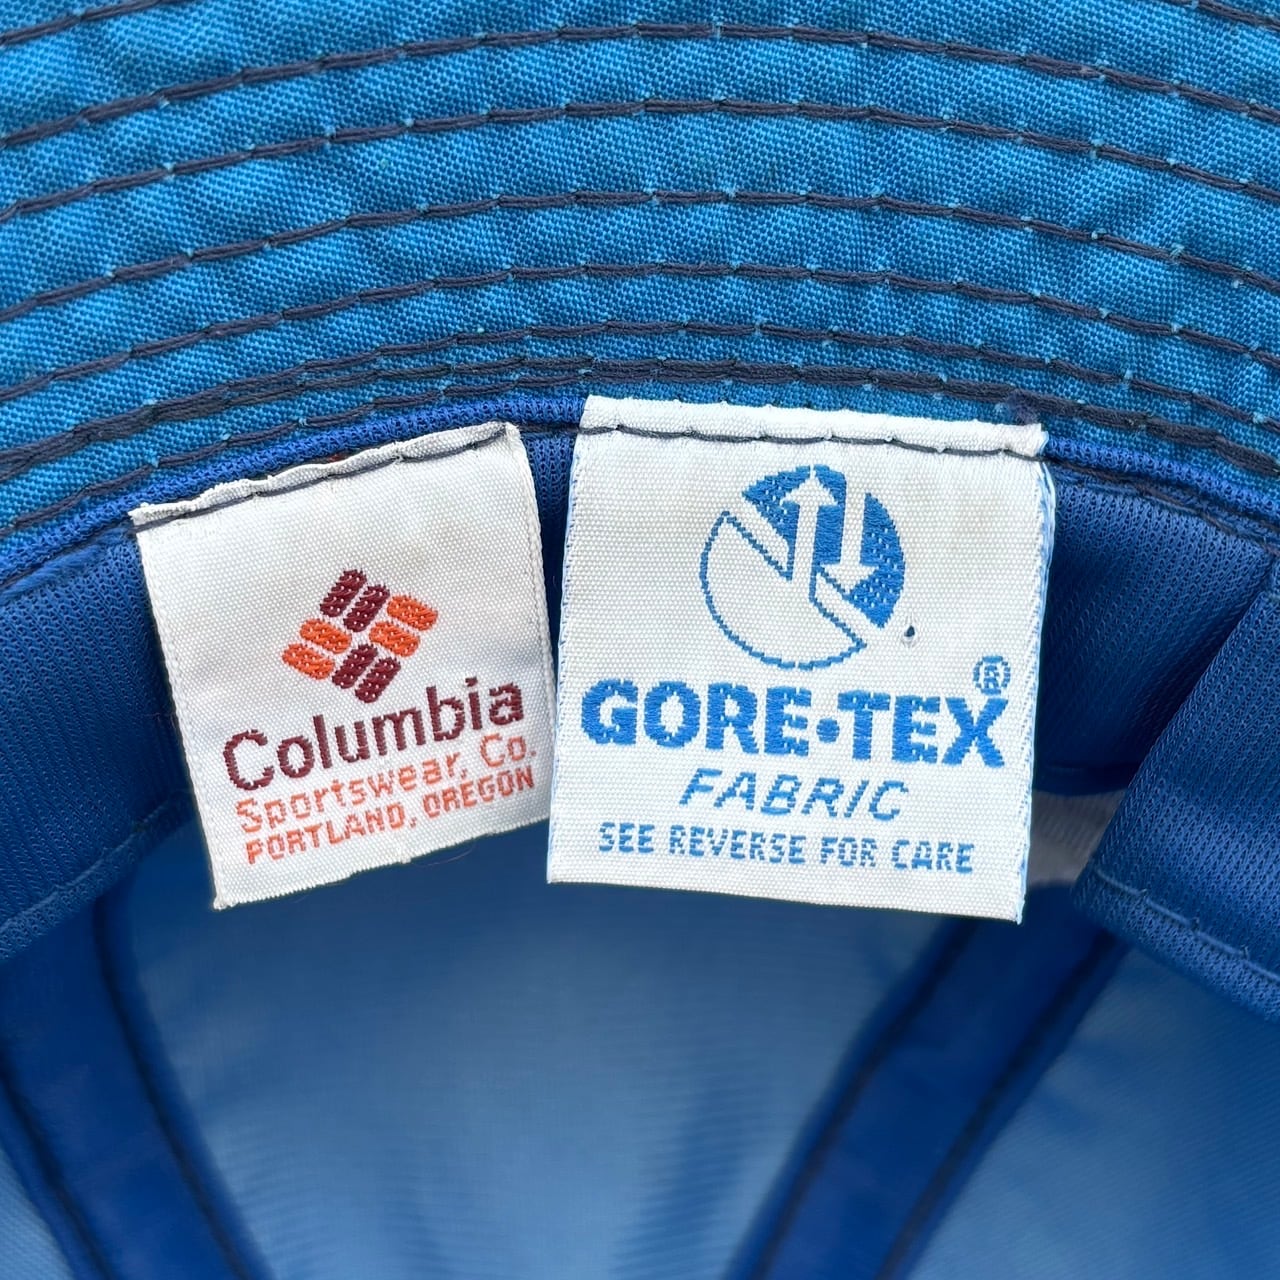 Columbia
Sportswear, Co.
PORTLAND, OREGON
GORE·TEX®
FABRIC
SEE REVERSE FOR CARE